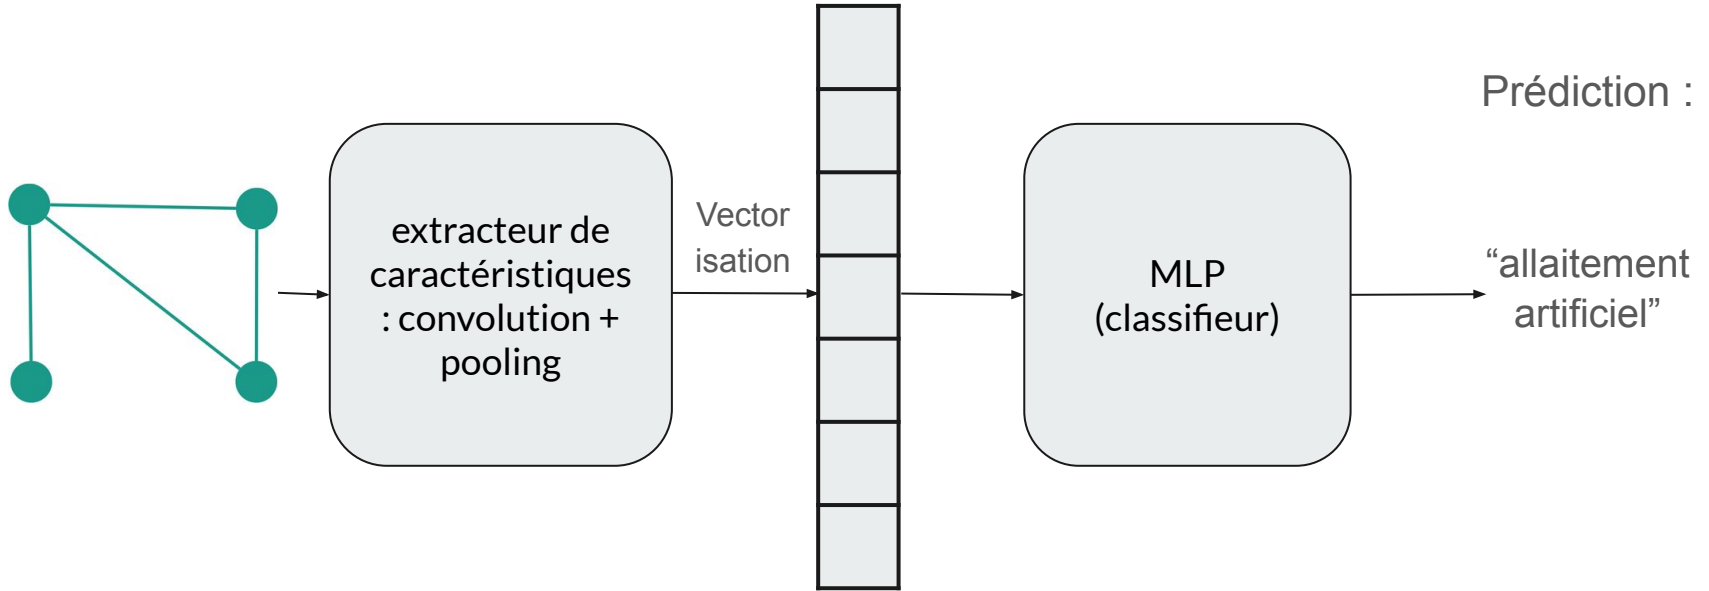 extracteur de
caractéristiques
: convolution +
pooling
Vector
isation
MLP
(classifieur)
Prédiction :
“allaitement
artificiel”